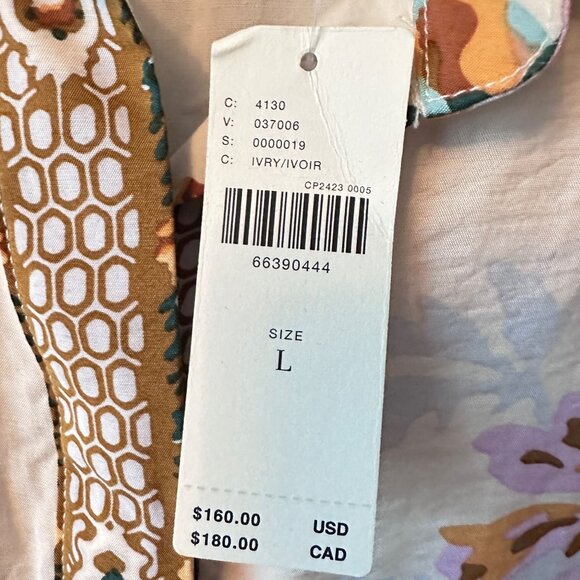 C: 4130
V: 037006
S: 0000019
C: IVRY/IVOIR
CP2423 0005
66390444
SIZE
L
$160.00 USD
$180.00 CAD